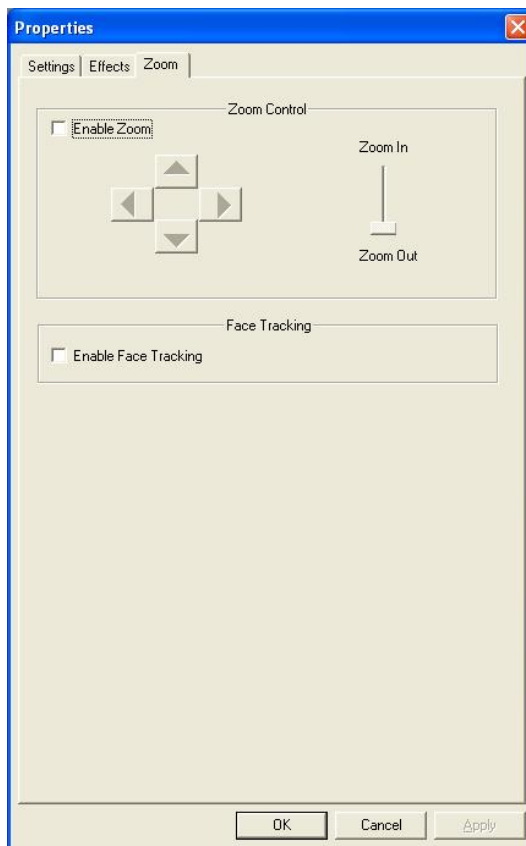 Properties
Settings Effects Zoom
Zoom Control
Enable Zoom
Zoom In
Zoom Out
Face Tracking
Enable Face Tracking
OK Cancel Apply